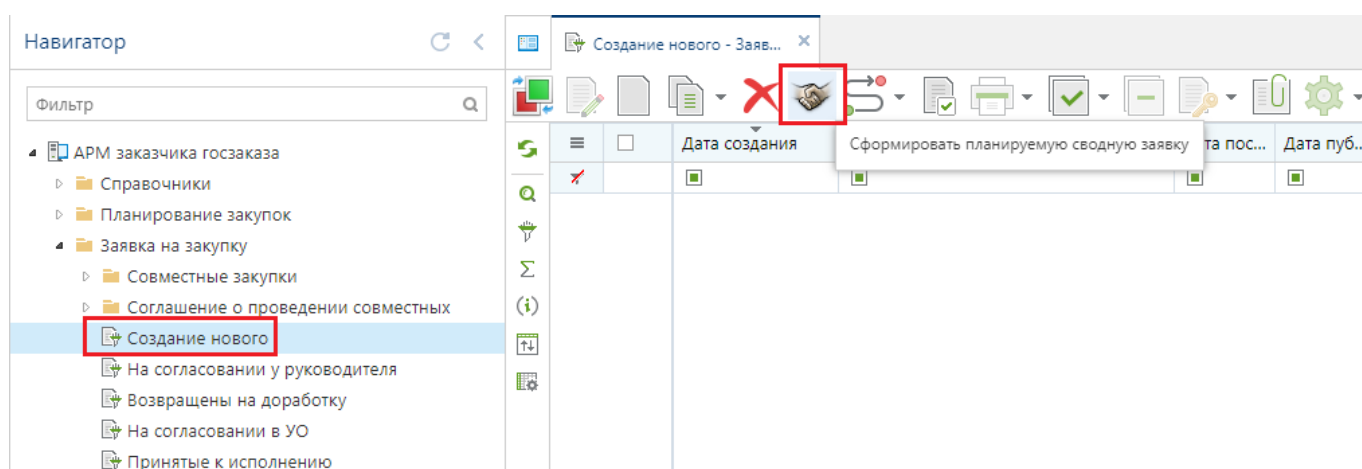 Навигатор
Создание нового - Заяв...
Фильтр
АРМ заказчика госзаказа
Справочники
Планирование закупок
Заявка на закупку
Совместные закупки
Соглашение о проведении совместных
Создание нового
На согласовании у руководителя
Возвращены на доработку
На согласовании в УО
Принятые к исполнению
Дата создания
Сформировать планируемую сводную заявку
та пос...
Дата пуб...